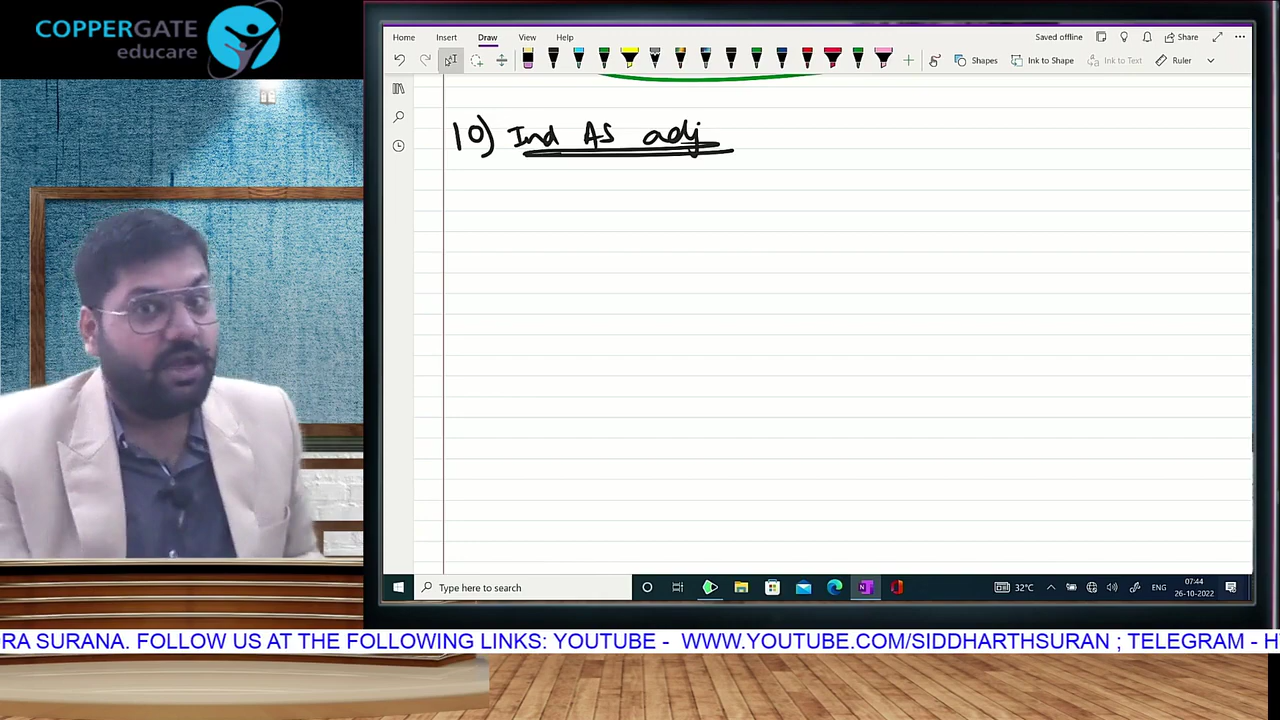 COPPERGATE
educare
Home Insert Draw View Help
Saved offline
Share
Shapes
Ink to Shape
Ink to Text
Ruler
10) Ind AS adj
Type here to search
32°C
ENG
07:44
26-10-2022
RA SURANA. FOLLOW US AT THE FOLLOWING LINKS: YOUTUBE - WWW.YOUTUBE.COM/SIDDHARTHSURAN ; TELEGRAM - H